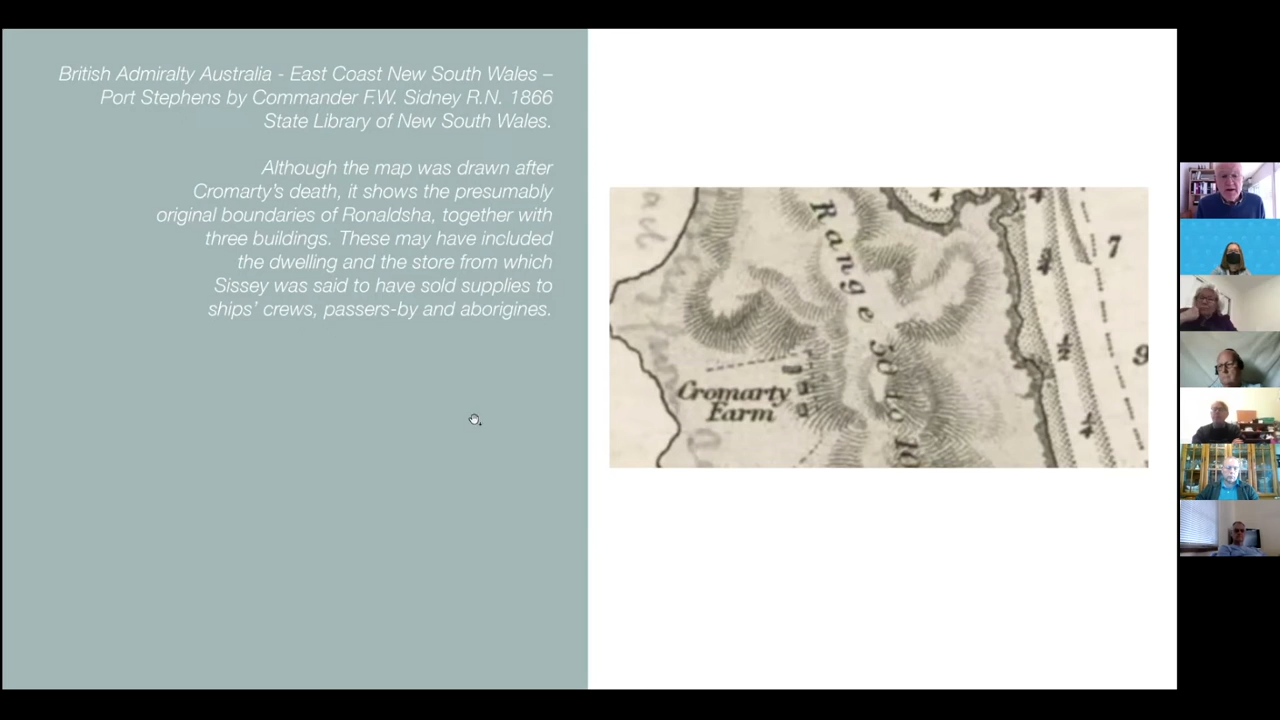 British Admiralty Australia - East Coast New South Wales –
Port Stephens by Commander F.W. Sidney R.N. 1866
State Library of New South Wales.
Although the map was drawn after
Cromarty's death, it shows the presumably
original boundaries of Ronaldsha, together with
three buildings. These may have included
the dwelling and the store from which
Sissey was said to have sold supplies to
ships' crews, passers-by and aborigines.
Range 50 to 10
Cromarty
Farm
7
9